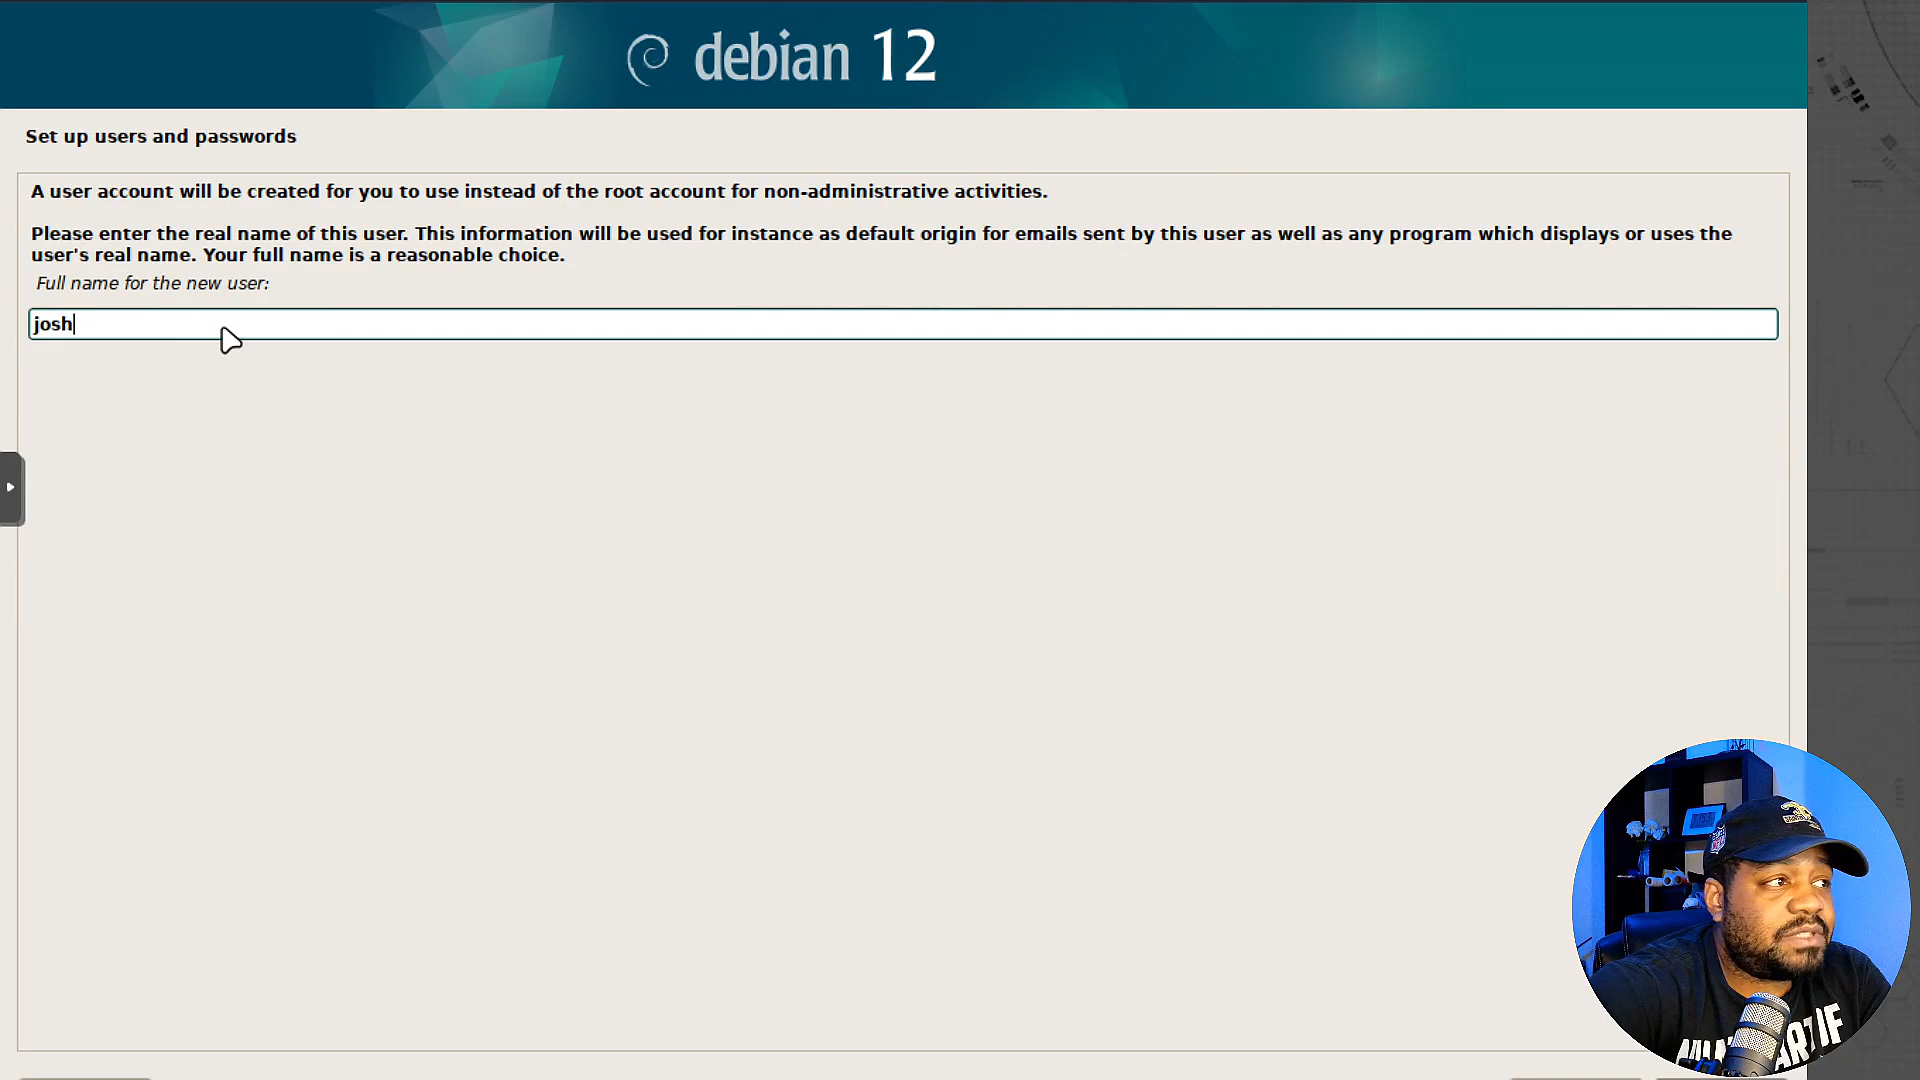 debian 12
Set up users and passwords
A user account will be created for you to use instead of the root account for non-administrative activities.
Please enter the real name of this user. This information will be used for instance as default origin for emails sent by this user as well as any program which displays or uses the
user's real name. Your full name is a reasonable choice.
Full name for the new user:
josh